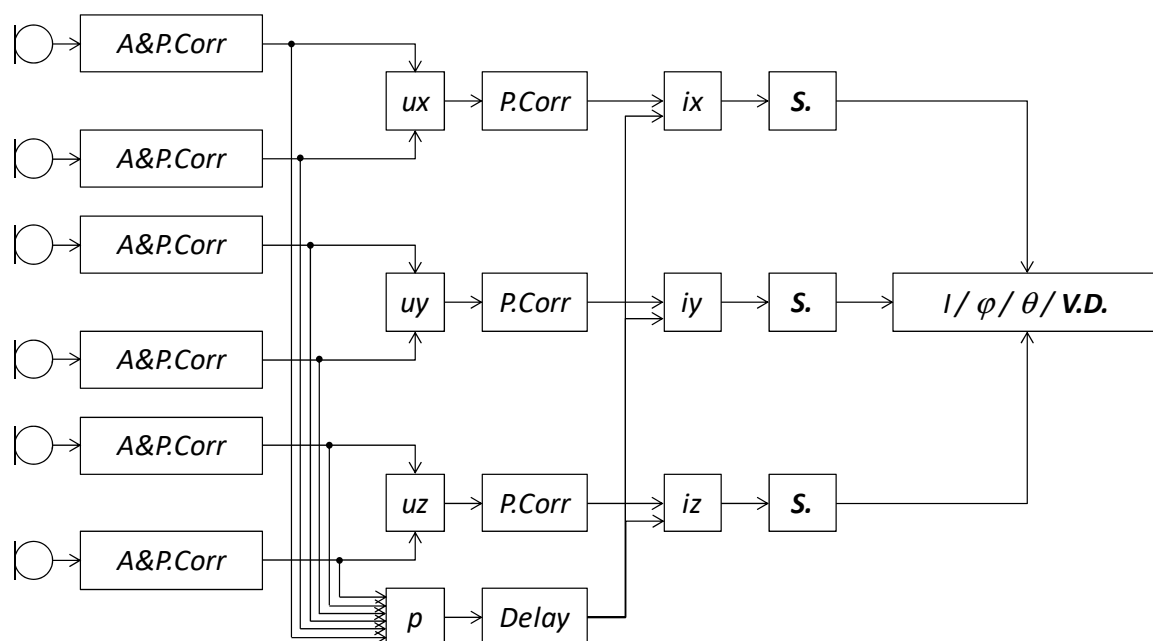 A&P.Corr
ux P.Corr ix S.
A&P.Corr
A&P.Corr
uy P.Corr iy S. I / φ / θ / V.D.
A&P.Corr
A&P.Corr
uz P.Corr iz S.
A&P.Corr
p Delay